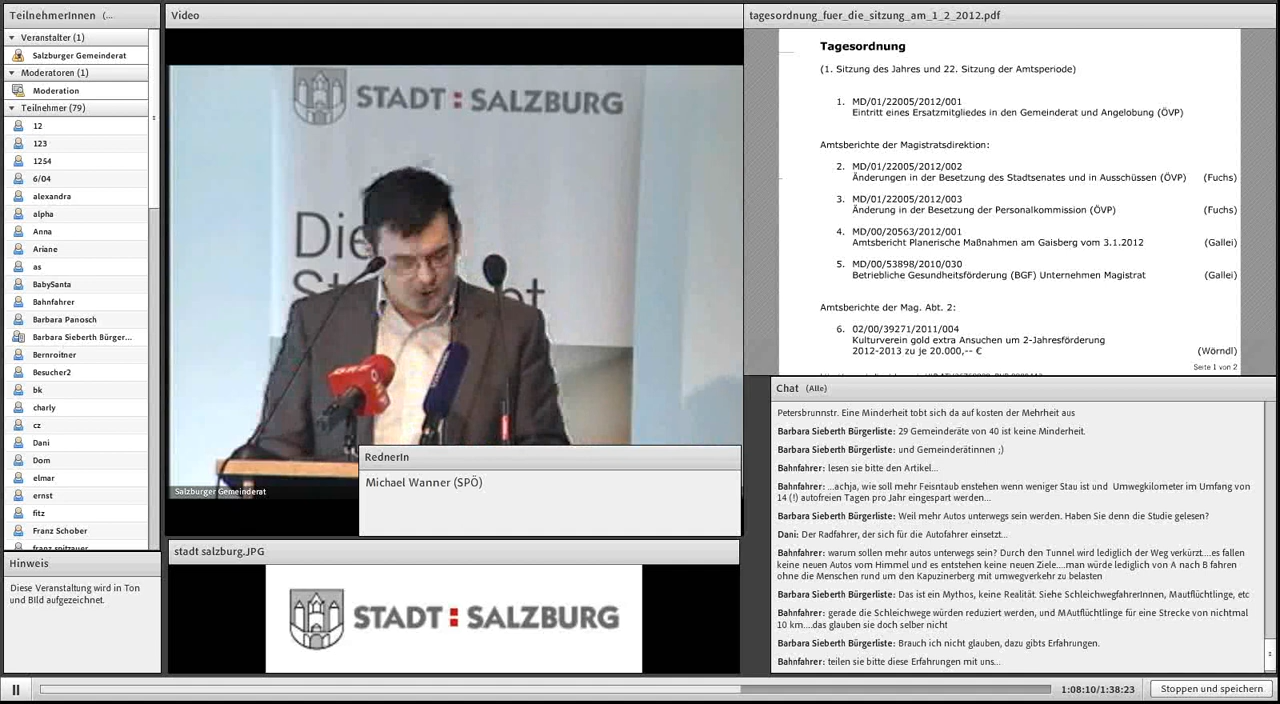 TeilnehmerInnen (...
Veranstalter (1)
Salzburger Gemeinderat
Moderatoren (1)
Moderation
Teilnehmer (79)
12
123
1254
6/04
alexandra
alpha
Anna
Ariane
as
BabySanta
Bahnfahrer
Barbara Panosch
Barbara Sieberth Bürger...
Bernroitner
Besucher2
bk
charly
cz
Dani
Dom
elmar
ernst
fitz
Franz Schober
franz spitzauer
Hinweis
Diese Veranstaltung wird in Ton
und BIld aufgezeichnet.
Video
STADT : SALZBURG
Die
Salzburger Gemeinderat
RednerIn
Michael Wanner (SPÖ)
stadt salzburg.JPG
STADT : SALZBURG
tagesordnung_fuer_die_sitzung_am_1_2_2012.pdf
Tagesordnung
(1. Sitzung des Jahres und 22. Sitzung der Amtsperiode)
1. MD/01/22005/2012/001
Eintritt eines Ersatzmitgliedes in den Gemeinderat und Angelobung (ÖVP)
Amtsberichte der Magistratsdirektion:
2. MD/01/22005/2012/002
Änderungen in der Besetzung des Stadtsenates und in Ausschüssen (ÖVP) (Fuchs)
3. MD/01/22005/2012/003
Änderung in der Besetzung der Personalkommission (ÖVP) (Fuchs)
4. MD/00/20563/2012/001
Amtsbericht Planerische Maßnahmen am Gaisberg vom 3.1.2012 (Gallei)
5. MD/00/53898/2010/030
Betriebliche Gesundheitsförderung (BGF) Unternehmen Magistrat (Gallei)
Amtsberichte der Mag. Abt. 2:
6. 02/00/39271/2011/004
Kulturverein gold extra Ansuchen um 2-Jahresförderung
2012-2013 zu je 20.000,-- € (Wörndl)
Seite 1 von 2
Chat (Alle)
Petersbrunnstr. Eine Minderheit tobt sich da auf kosten der Mehrheit aus
Barbara Sieberth Bürgerliste: 29 Gemeinderäte von 40 ist keine Minderheit.
Barbara Sieberth Bürgerliste: und Gemeinderätinnen ;)
Bahnfahrer: lesen sie bitte den Artikel...
Bahnfahrer: ...achja, wie soll mehr Feisntaub enstehen wenn weniger Stau ist und Umwegkilometer im Umfang von
14 (!) autofreien Tagen pro Jahr eingespart werden...
Barbara Sieberth Bürgerliste: Weil mehr Autos unterwegs sein werden. Haben Sie denn die Studie gelesen?
Dani: Der Radfahrer, der sich für die Autofahrer einsetzt...
Bahnfahrer: warum sollen mehr autos unterwegs sein? Durch den Tunnel wird lediglich der Weg verkürzt....es fallen
keine neuen Autos vom Himmel und es entstehen keine neuen Ziele....man würde lediglich von A nach B fahren
ohne die Menschen rund um den Kapuzinerberg mit umwegverkehr zu belasten
Barbara Sieberth Bürgerliste: Das ist ein Mythos, keine Realität. Siehe SchleichwegfahrerInnen, Mautflüchtlinge, etc
Bahnfahrer: gerade die Schleichwege würden reduziert werden, und MAutflüchtlinge für eine Strecke von nichtmal
10 km....das glauben sie doch selber nicht
Barbara Sieberth Bürgerliste: Brauch ich nicht glauben, dazu gibts Erfahrungen.
Bahnfahrer: teilen sie bitte diese Erfahrungen mit uns...
1:08:10/1:38:23
Stoppen und speichern